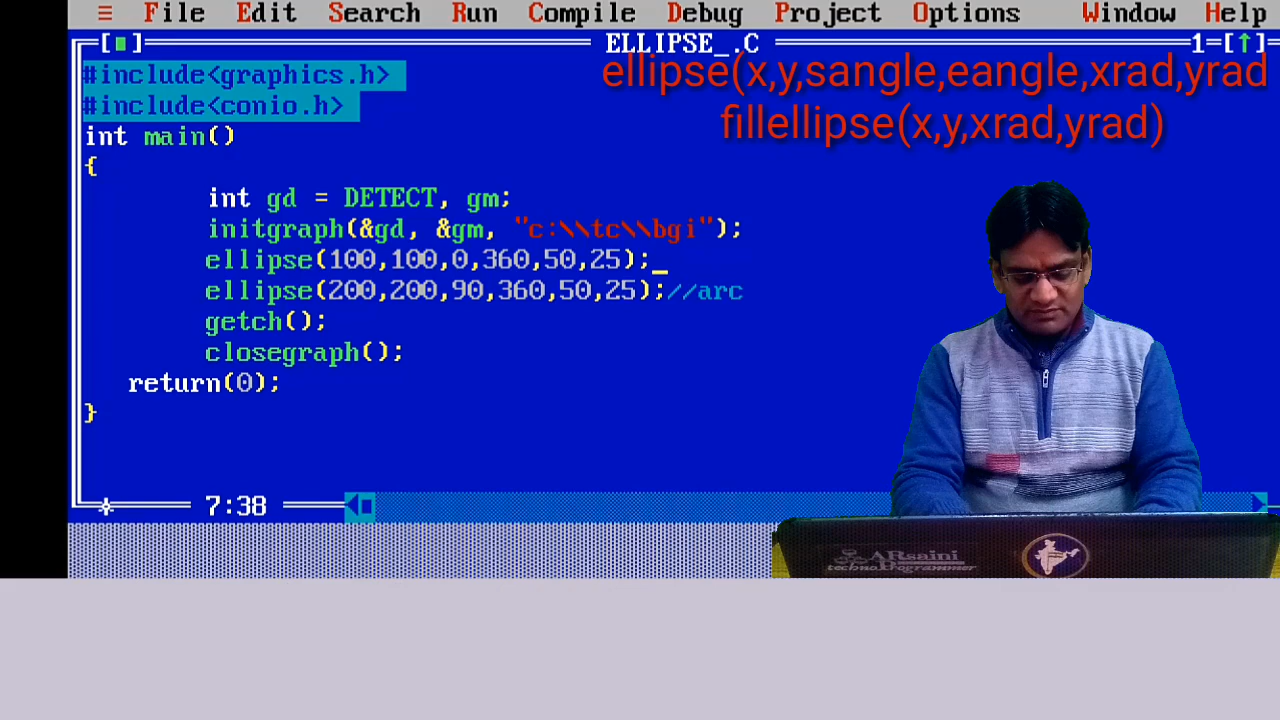 ≡ File Edit Search Run Compile Debug Project Options Window Help
[■] ELLIPSE_.C 1=[↑]
ellipse(x,y,sangle,eangle,xrad,yrad
fillellipse(x,y,xrad,yrad)
#include<graphics.h>
#include<conio.h>
int main()
{
int gd = DETECT, gm;
initgraph(&gd, &gm, "c:\\tc\\bgi");
ellipse(100,100,0,360,50,25);_
ellipse(200,200,90,360,50,25);//arc
getch();
closegraph();
return(0);
}
7:38
ARsaini
technoProgrammer